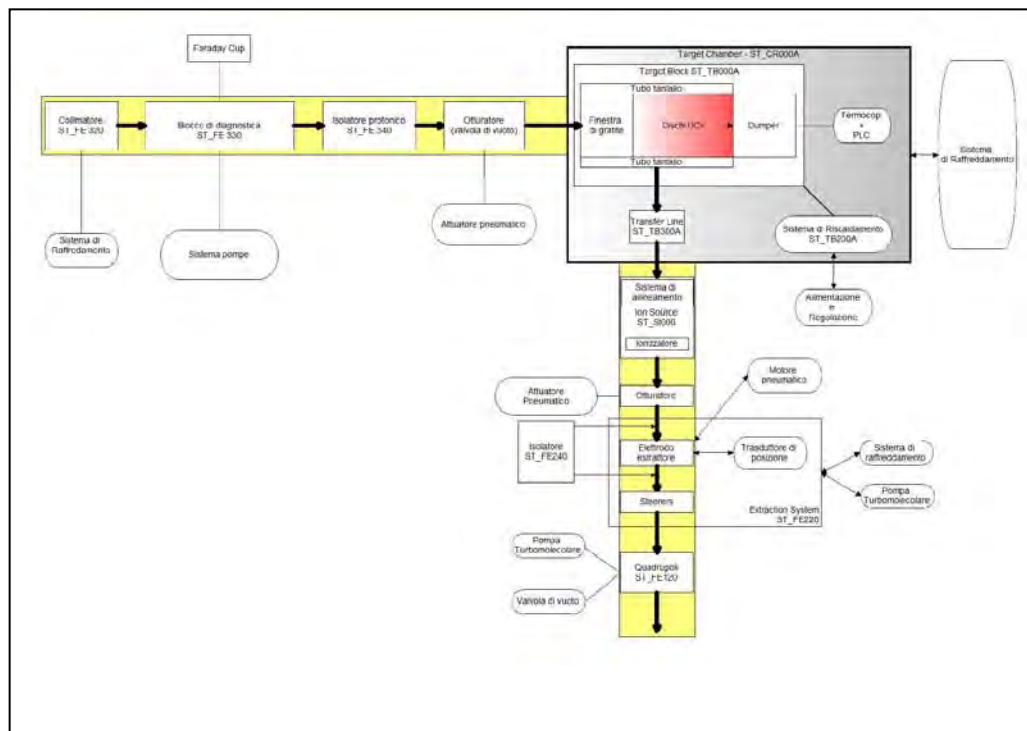 Faraday Cup
Target Chamber - ST_CR000A
Target Block ST_TB000A
Tubo tantalio
Collimatore
ST_FE 320
Blocco di diagnostica
ST_FE 330
Isolatore protonico
ST_FE 340
Otturatore
(valvola di vuoto)
Finestra
di grafite
Dischi UCx
Dumper
Tubo tantalio
Termocop
+
PLC
Sistema
di Raffreddamento
Sistema di
Raffredamento
Sistema pompe
Attuatore pneumatico
Transfer Line
ST_TB300A
Sistema di Riscaldamento
ST_TB200A
Alimentazione
e
Regolazione
Sistema di
allineamento
Ion Source
ST_SI000
Ionizzatore
Attuatore
Pneumatico
Otturatore
Motore
pneumatico
Isolatore
ST_FE240
Elettrodo
estrattore
Trasduttore di
posizione
Sistema di
raffreddamento
Pompa
Turbomolecolare
Steerers
Extraction System
ST_FE220
Pompa
Turbomolecolare
Quadrupoli
ST_FE120
Valvola di vuoto